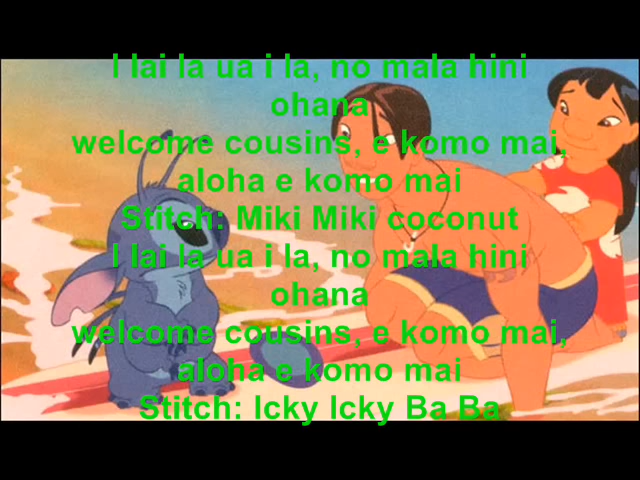 I lai la ua i la, no mala hini
ohana
welcome cousins, e komo mai,
aloha e komo mai
Stitch: Miki Miki coconut
I lai la ua i la, no mala hini
ohana
welcome cousins, e komo mai,
aloha e komo mai
Stitch: Icky Icky Ba Ba